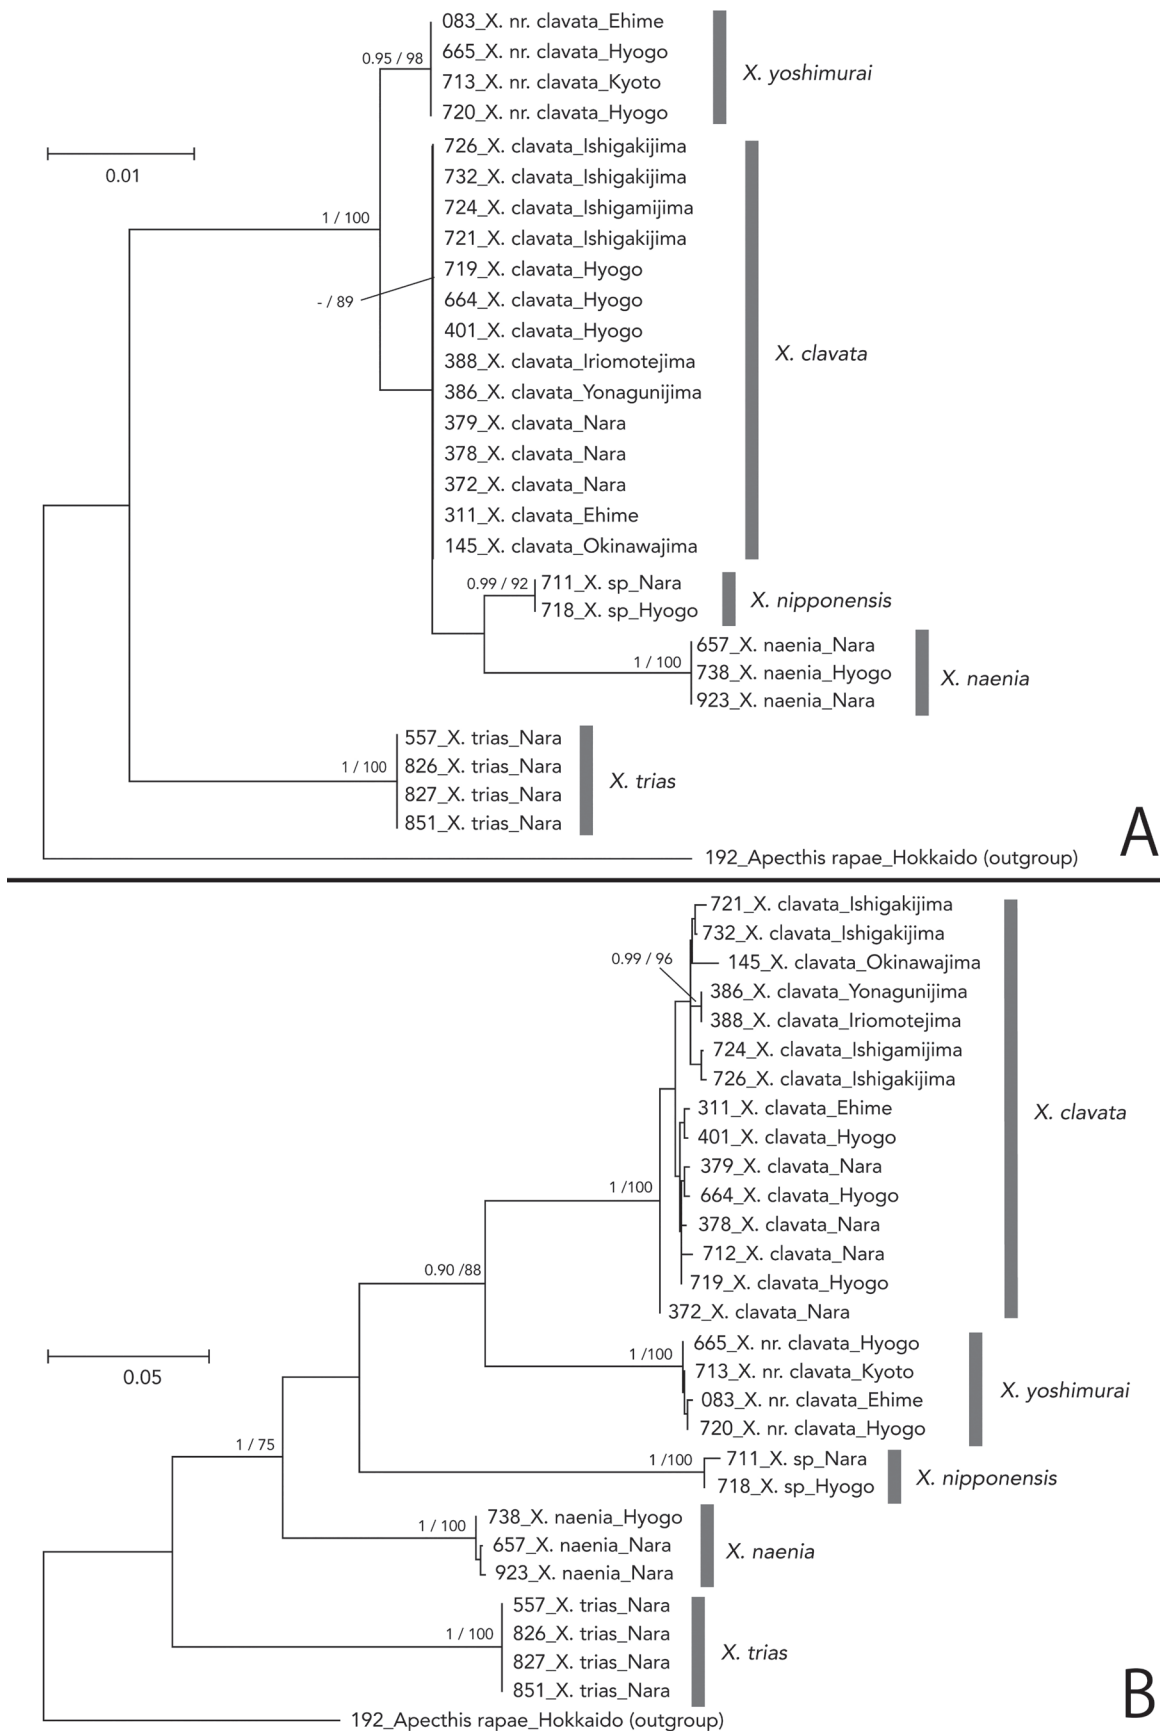 083_X. nr. clavata_Ehime
0.95 / 98
665_X. nr. clavata_Hyogo
X. yoshimurai
713_X. nr. clavata_Kyoto
720_X. nr. clavata_Hyogo
726_X. clavata_Ishigakijima
0.01
732_X. clavata_Ishigakijima
724_X. clavata_Ishigamijima
1 / 100
721_X. clavata_Ishigakijima
719_X. clavata_Hyogo
- / 89
664_X. clavata_Hyogo
401_X. clavata_Hyogo
X. clavata
388_X. clavata_Iriomotejima
386_X. clavata_Yonagunijima
379_X. clavata_Nara
378_X. clavata_Nara
372_X. clavata_Nara
311_X. clavata_Ehime
145_X. clavata_Okinawajima
0.99 / 92
711_X. sp_Nara
X. nipponensis
718_X. sp_Hyogo
657_X. naenia_Nara
1 / 100
738_X. naenia_Hyogo
X. naenia
923_X. naenia_Nara
557_X. trias_Nara
1 / 100
826_X. trias_Nara
X. trias
827_X. trias_Nara
851_X. trias_Nara
A
192_Apecthis rapae_Hokkaido (outgroup)
721_X. clavata_Ishigakijima
732_X. clavata_Ishigakijima
0.99 / 96
145_X. clavata_Okinawajima
386_X. clavata_Yonagunijima
388_X. clavata_Iriomotejima
724_X. clavata_Ishigamijima
726_X. clavata_Ishigakijima
311_X. clavata_Ehime
X. clavata
401_X. clavata_Hyogo
379_X. clavata_Nara
1 /100
664_X. clavata_Hyogo
378_X. clavata_Nara
712_X. clavata_Nara
0.90 /88
719_X. clavata_Hyogo
372_X. clavata_Nara
665_X. nr. clavata_Hyogo
1 /100
713_X. nr. clavata_Kyoto
0.05
X. yoshimurai
083_X. nr. clavata_Ehime
720_X. nr. clavata_Hyogo
1 / 75
1 /100
711_X. sp_Nara
X. nipponensis
718_X. sp_Hyogo
738_X. naenia_Hyogo
1 / 100
657_X. naenia_Nara
X. naenia
923_X. naenia_Nara
557_X. trias_Nara
1 / 100
826_X. trias_Nara
X. trias
827_X. trias_Nara
851_X. trias_Nara
B
192_Apecthis rapae_Hokkaido (outgroup)